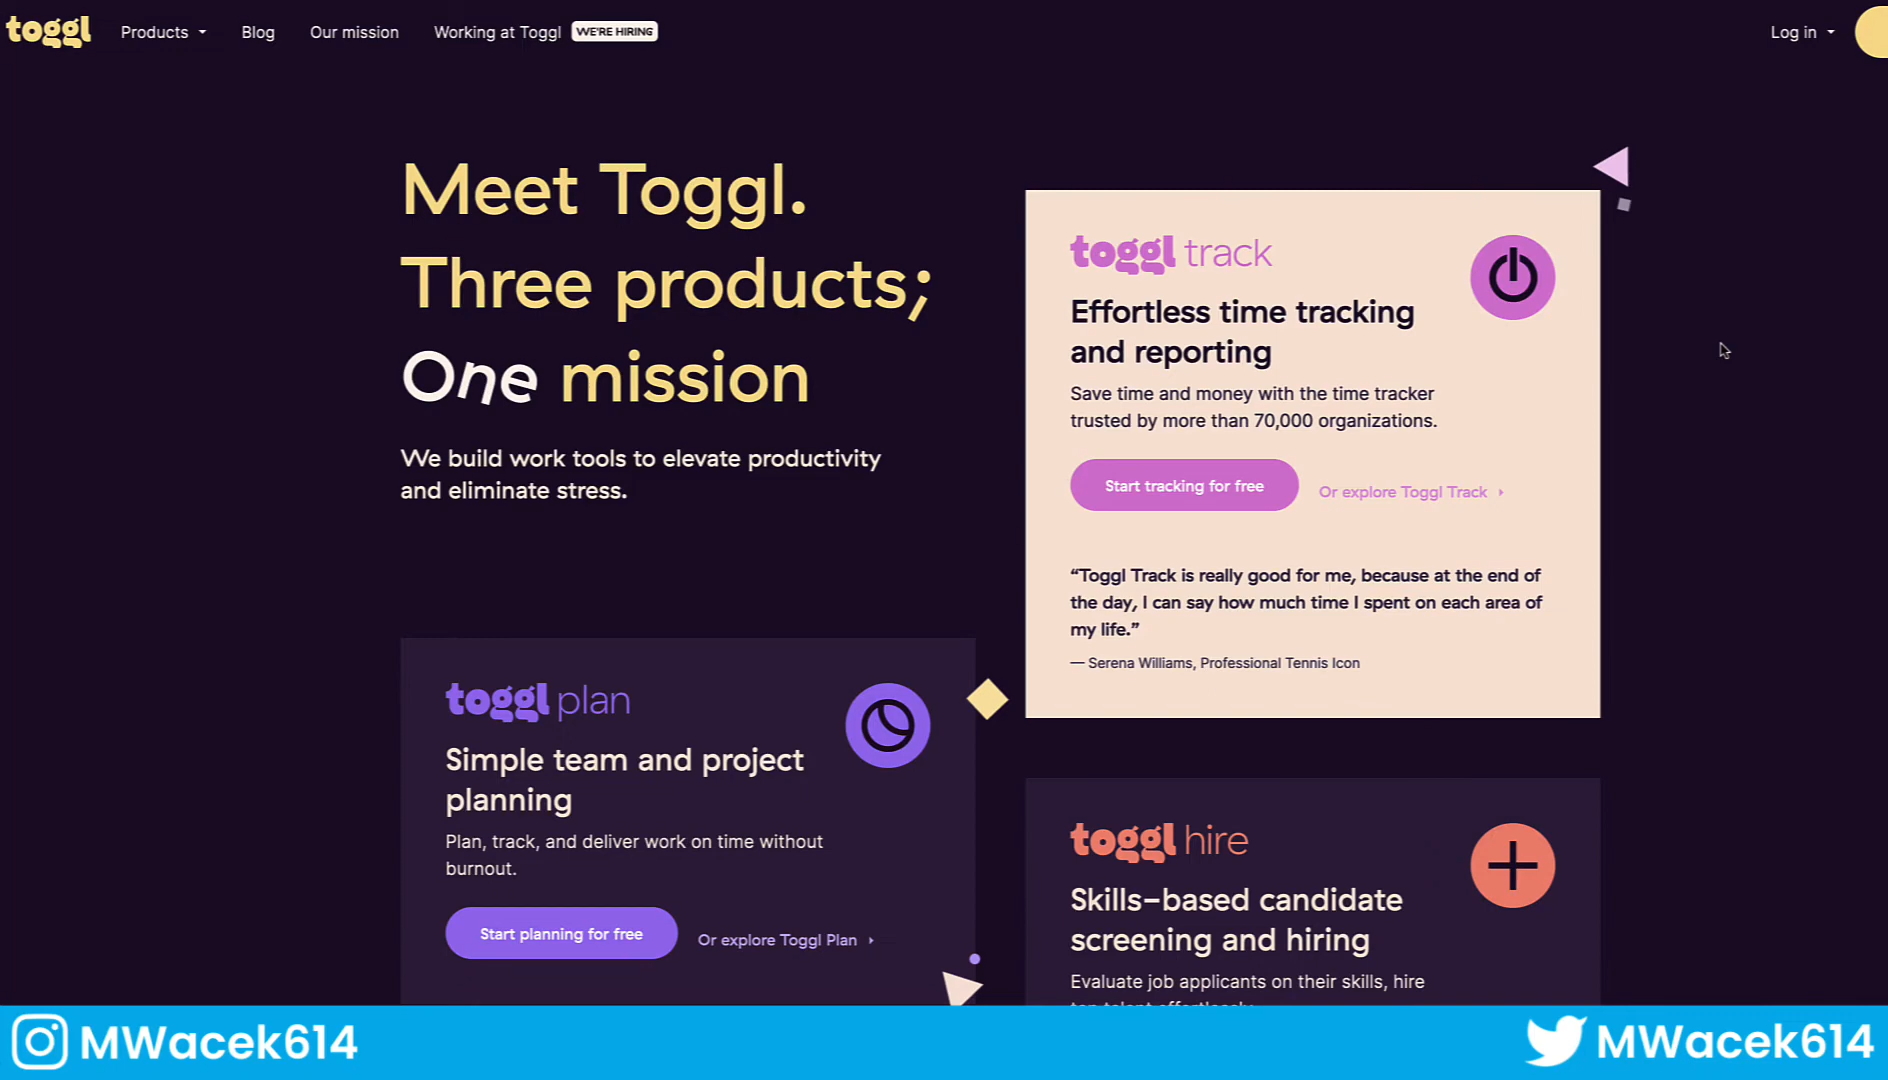 toggl
Products
Blog
Our mission
Working at Toggl
WE'RE HIRING
Log in
Meet Toggl.
Three products;
One mission
We build work tools to elevate productivity
and eliminate stress.
toggl track
Effortless time tracking
and reporting
Save time and money with the time tracker
trusted by more than 70,000 organizations.
Start tracking for free
Or explore Toggl Track
“Toggl Track is really good for me, because at the end of
the day, I can say how much time I spent on each area of
my life.”
— Serena Williams, Professional Tennis Icon
toggl plan
Simple team and project
planning
Plan, track, and deliver work on time without
burnout.
Start planning for free
Or explore Toggl Plan
toggl hire
Skills-based candidate
screening and hiring
Evaluate job applicants on their skills, hire
MWacek614
MWacek614